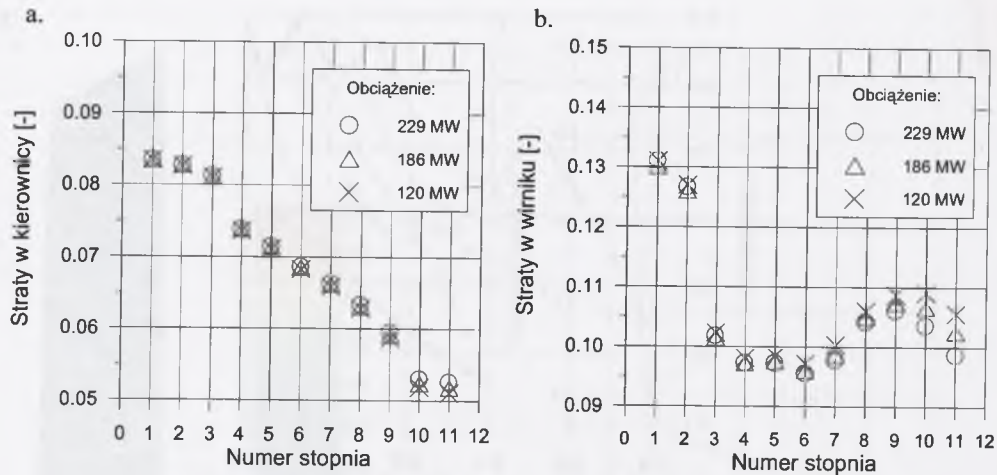 a.
Straty w kierownicy [-]
0.10
0.09
0.08
0.07
0.06
0.05
0 1 2 3 4 5 6 7 8 9 10 11 12
Numer stopnia
Obciążenie:
229 MW
186 MW
120 MW
b.
Straty w wirniku [-]
0.15
0.14
0.13
0.12
0.11
0.10
0.09
0 1 2 3 4 5 6 7 8 9 10 11 12
Numer stopnia
Obciążenie:
229 MW
186 MW
120 MW